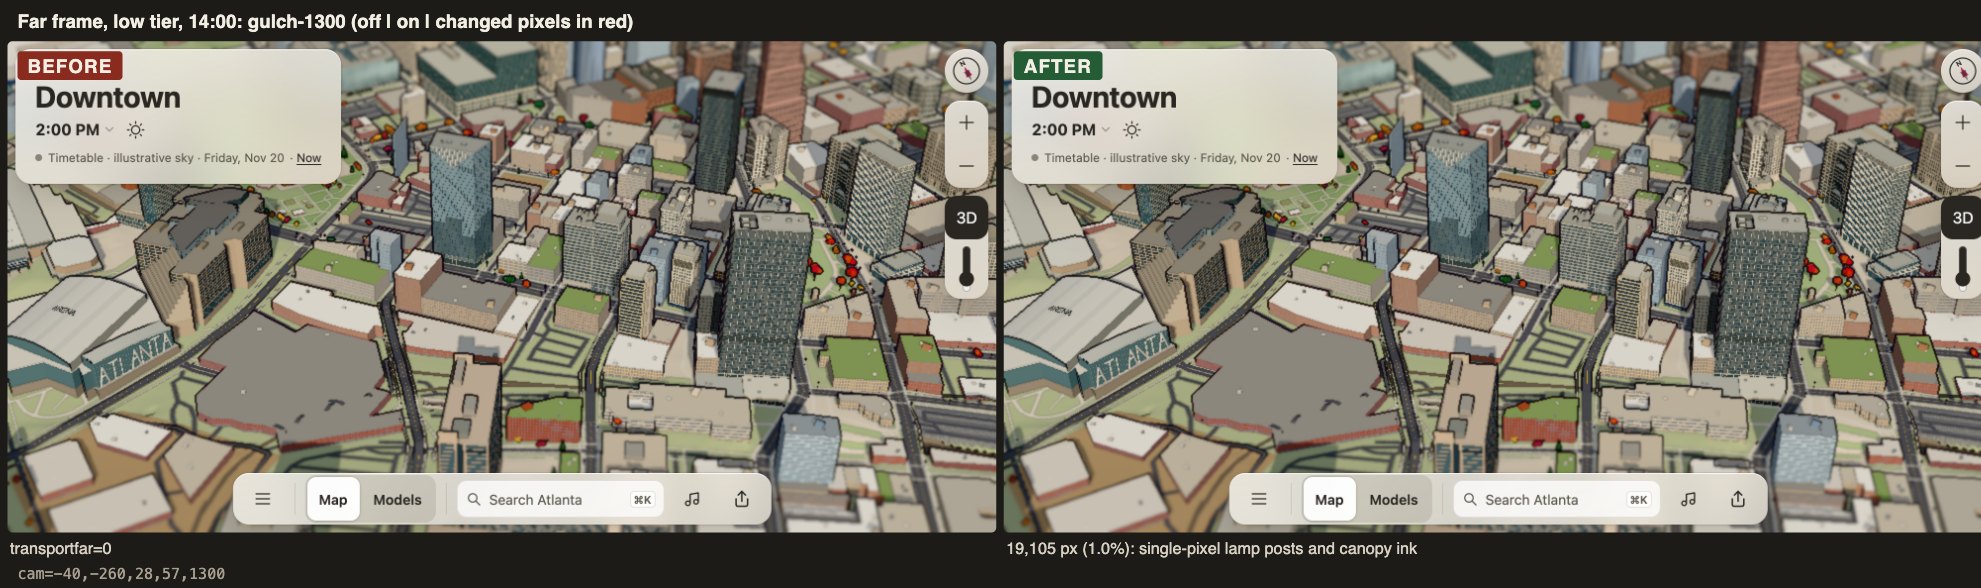 Far frame, low tier, 14:00: gulch-1300 (off | on | changed pixels in red)
BEFORE
Downtown
2:00 PM
Timetable · illustrative sky · Friday, Nov 20 · Now
N
+
−
3D
ATLANTA
Map Models Search Atlanta ⌘K
transportfar=0
cam=−40,−260,28,57,1300
AFTER
Downtown
2:00 PM
Timetable · illustrative sky · Friday, Nov 20 · Now
N
+
−
3D
ATLANTA
Map Models Search Atlanta ⌘K
19,105 px (1.0%): single-pixel lamp posts and canopy ink